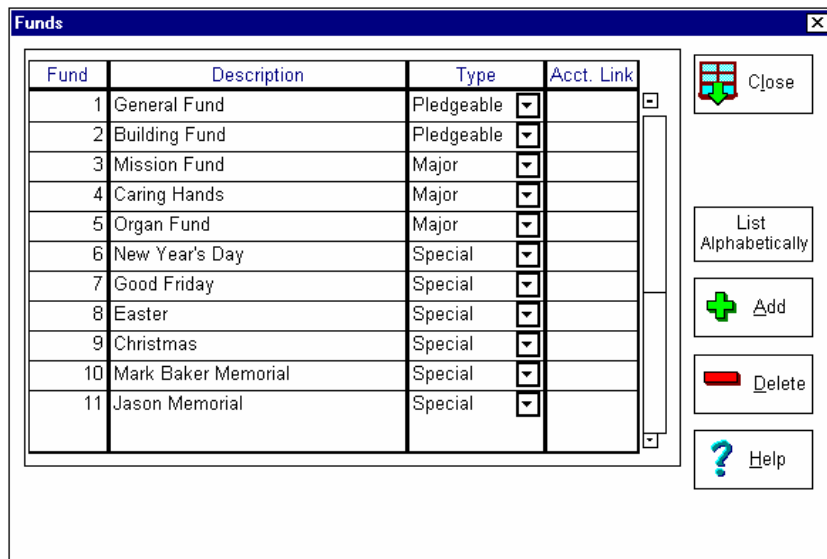 Funds
Fund Description Type Acct. Link
1 General Fund Pledgeable
2 Building Fund Pledgeable
3 Mission Fund Major
4 Caring Hands Major
5 Organ Fund Major
6 New Year's Day Special
7 Good Friday Special
8 Easter Special
9 Christmas Special
10 Mark Baker Memorial Special
11 Jason Memorial Special
Close
List
Alphabetically
Add
Delete
Help